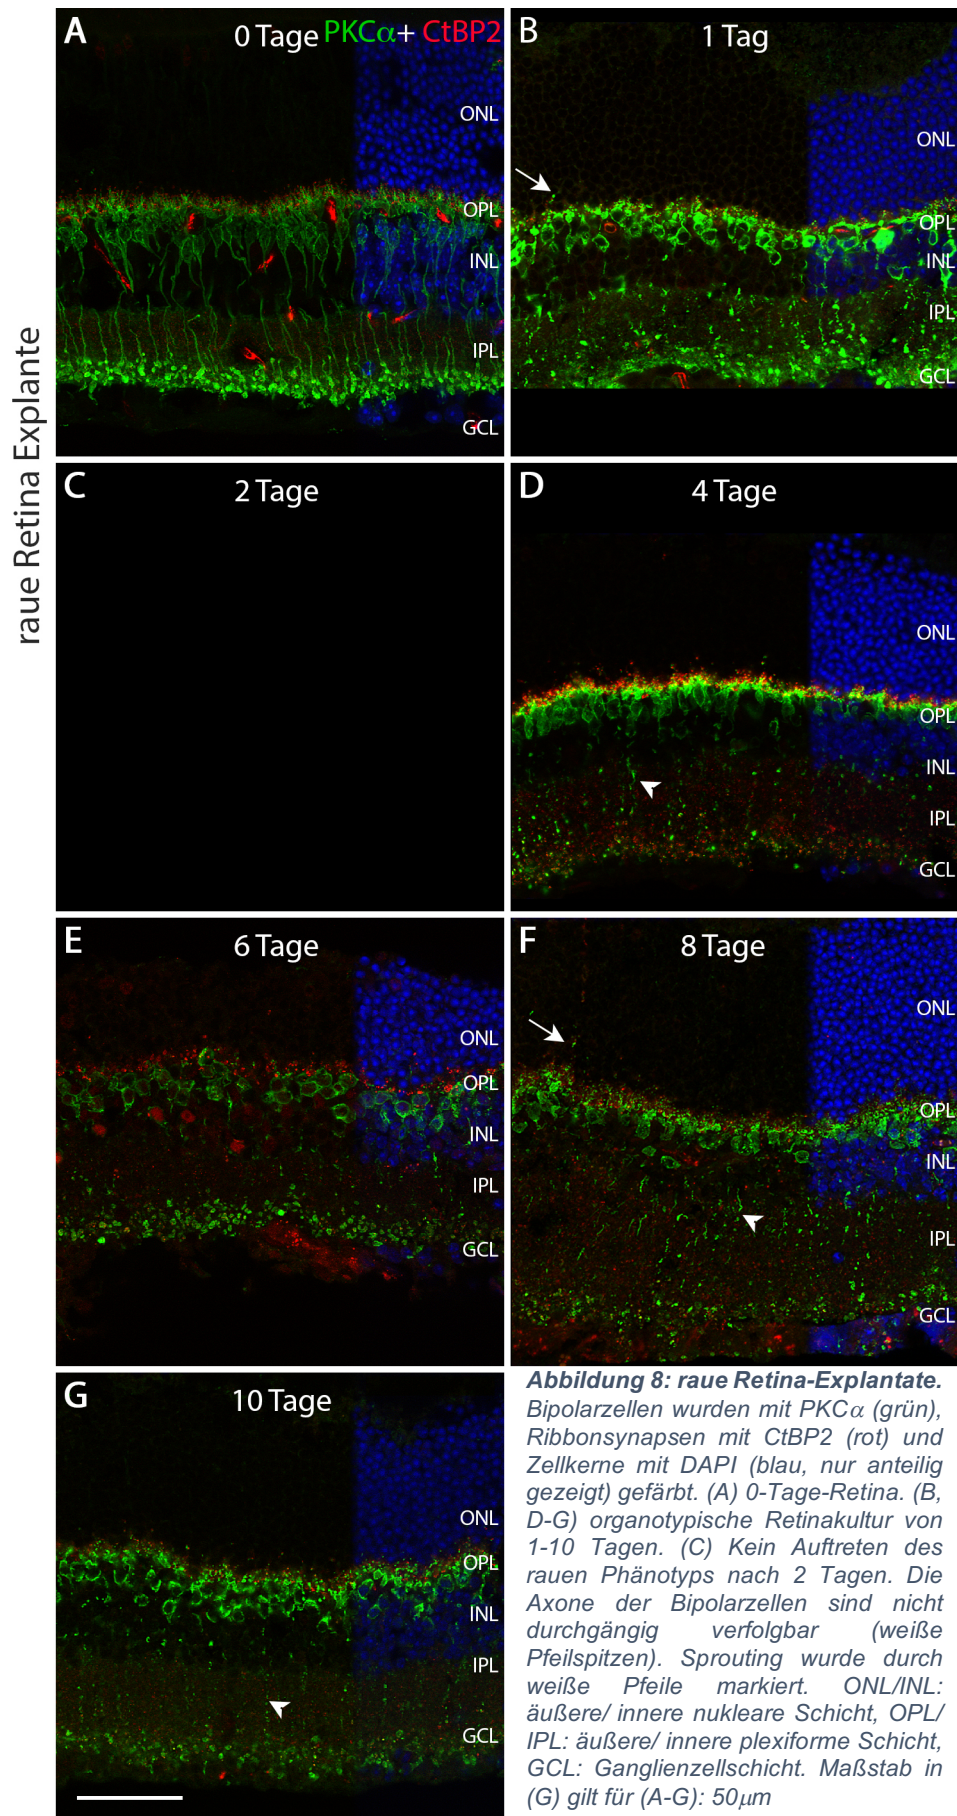 raue Retina Explante
A
0 Tage PKCα+ CtBP2
ONL
OPL
INL
IPL
GCL
B
1 Tag
ONL
OPL
INL
IPL
GCL
C
2 Tage
D
4 Tage
ONL
OPL
INL
IPL
GCL
E
6 Tage
ONL
OPL
INL
IPL
GCL
F
8 Tage
ONL
OPL
INL
IPL
GCL
G
10 Tage
ONL
OPL
INL
IPL
GCL
Abbildung 8: raue Retina-Explantate.
Bipolarzellen wurden mit PKCα (grün),
Ribbonsynapsen mit CtBP2 (rot) und
Zellkerne mit DAPI (blau, nur anteilig
gezeigt) gefärbt. (A) 0-Tage-Retina. (B,
D-G) organotypische Retinakultur von
1-10 Tagen. (C) Kein Auftreten des
rauen Phänotyps nach 2 Tagen. Die
Axone der Bipolarzellen sind nicht
durchgängig verfolgbar (weiße
Pfeilspitzen). Sprouting wurde durch
weiße Pfeile markiert. ONL/INL:
äußere/ innere nukleare Schicht, OPL/
IPL: äußere/ innere plexiforme Schicht,
GCL: Ganglienzellschicht. Maßstab in
(G) gilt für (A-G): 50µm